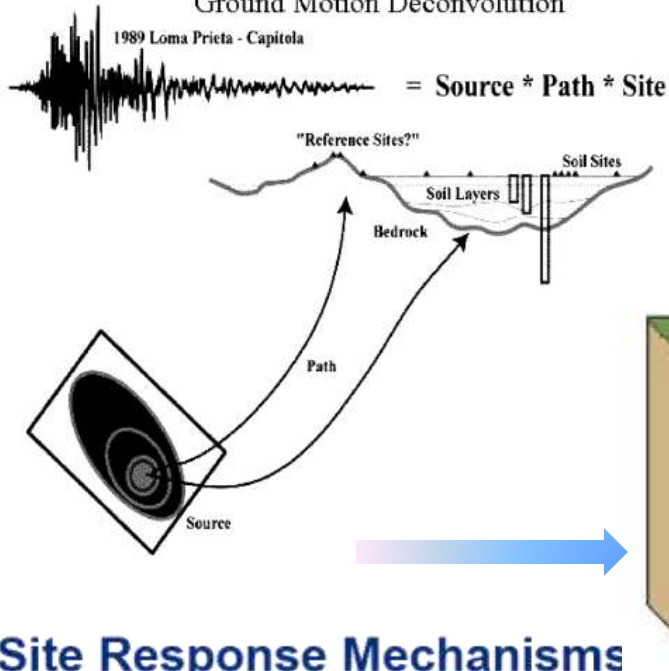 Ground Motion Deconvolution
1989 Loma Prieta - Capitola
= Source * Path * Site
"Reference Sites?"
Soil Sites
Soil Layers
Bedrock
Path
Source
Site Response Mechanisms